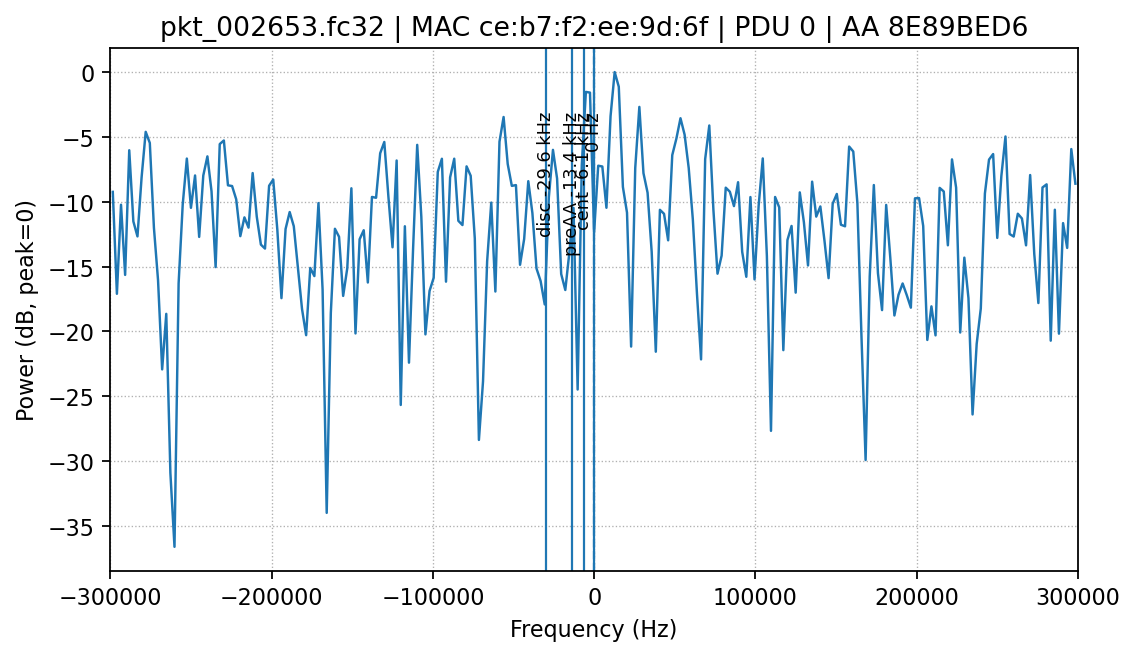 pkt_002653.fc32 | MAC ce:b7:f2:ee:9d:6f | PDU 0 | AA 8E89BED6
0
−5
−10
−15
−20
−25
−30
−35
Power (dB, peak=0)
disc -29.6 kHz
preAA -13.4 kHz
cent -6.1 kHz
0 Hz
−300000
−200000
−100000
0
100000
200000
300000
Frequency (Hz)